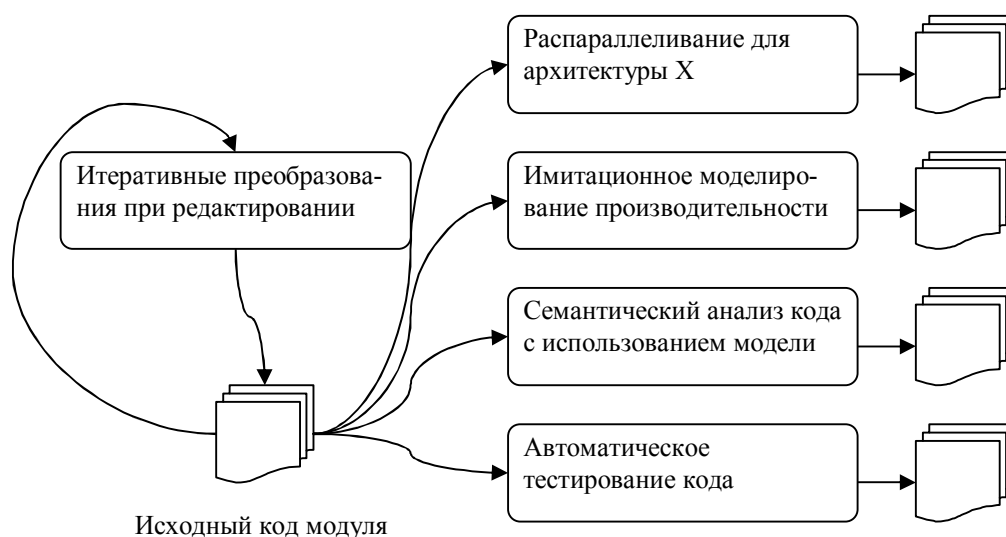 Распараллеливание для
архитектуры X
Итеративные преобразова-
ния при редактировании
Имитационное моделиро-
вание производительности
Семантический анализ кода
с использованием модели
Автоматическое
тестирование кода
Исходный код модуля